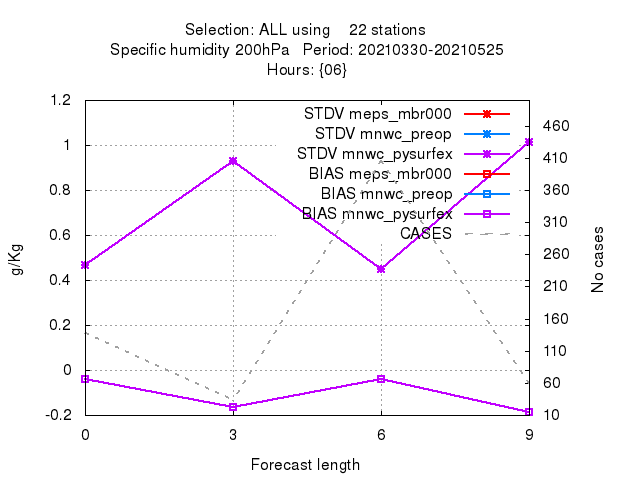 Selection: ALL using 22 stations
Specific humidity 200hPa Period: 20210330-20210525
Hours: {06}
STDV meps_mbr000
STDV mnwc_preop
STDV mnwc_pysurfex
BIAS meps_mbr000
BIAS mnwc_preop
BIAS mnwc_pysurfex
CASES
1.2
1
0.8
0.6
0.4
0.2
0
-0.2
g/Kg
460
410
360
310
260
210
160
110
60
10
No cases
0 3 6 9
Forecast length